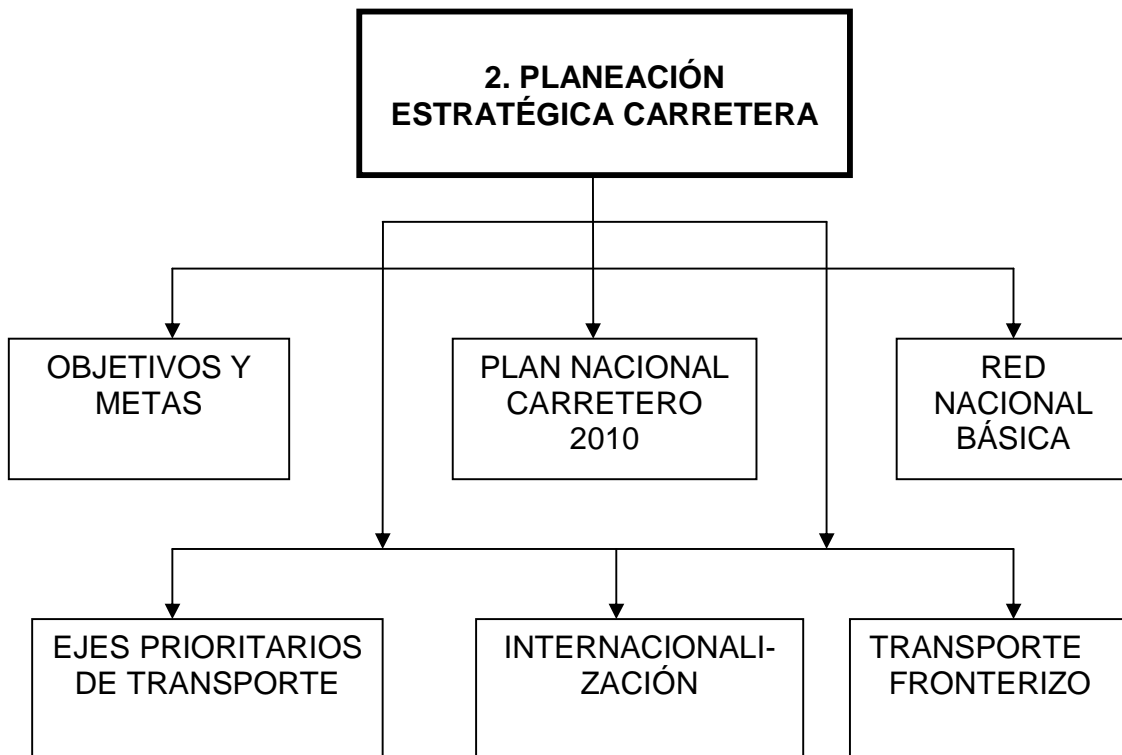 2. PLANEACIÓN
ESTRATÉGICA CARRETERA
OBJETIVOS Y
METAS
PLAN NACIONAL
CARRETERO
2010
RED
NACIONAL
BÁSICA
EJES PRIORITARIOS
DE TRANSPORTE
INTERNACIONALI-
ZACIÓN
TRANSPORTE
FRONTERIZO